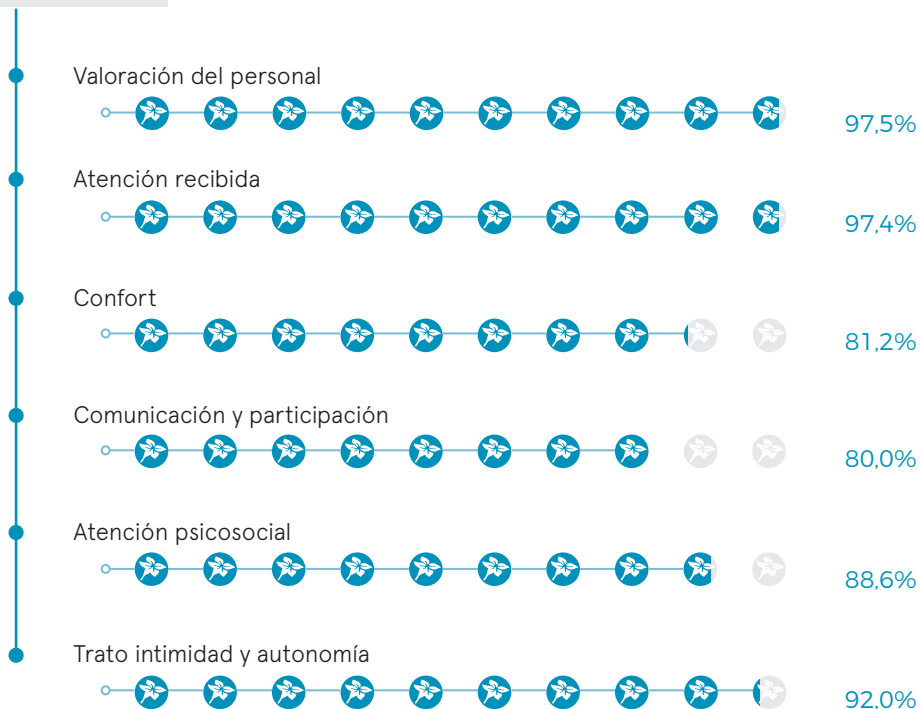 Valoración del personal
97,5%
Atención recibida
97,4%
Confort
81,2%
Comunicación y participación
80,0%
Atención psicosocial
88,6%
Trato intimidad y autonomía
92,0%